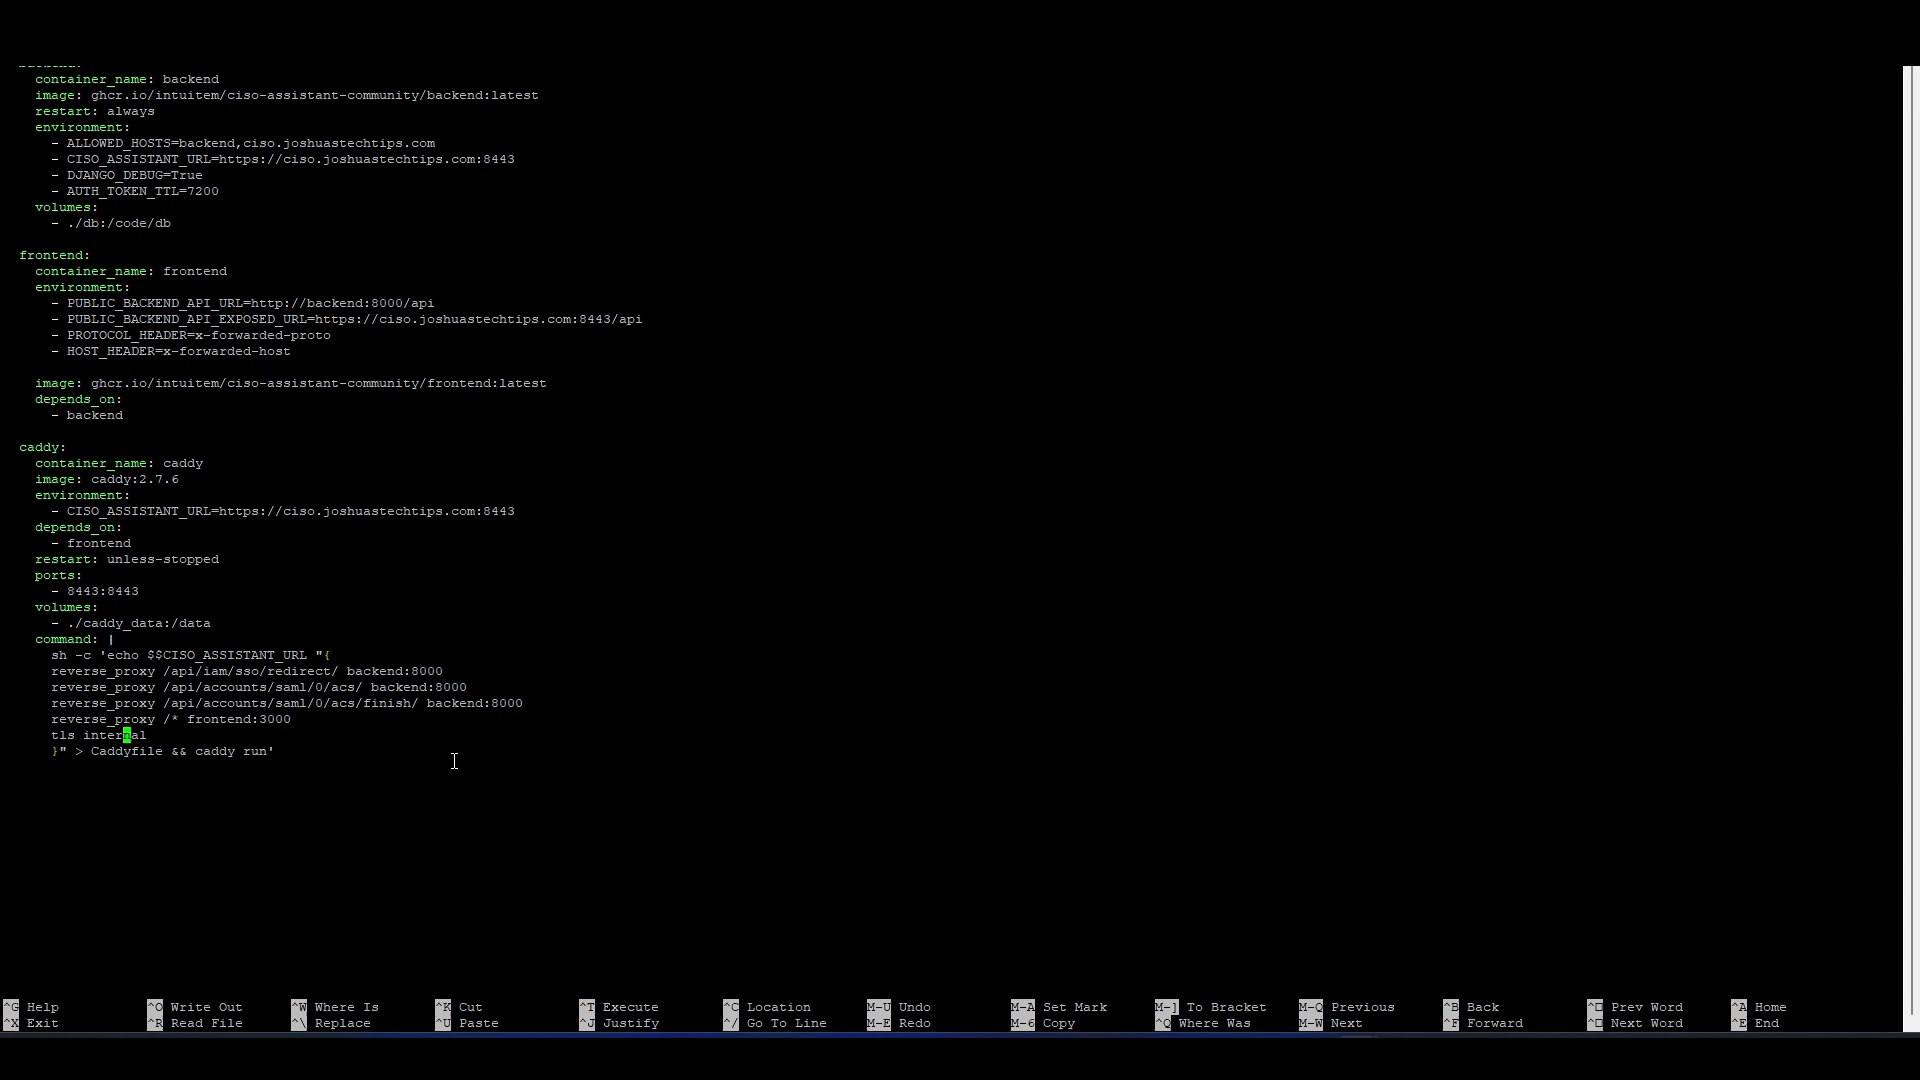 container_name: backend
  image: ghcr.io/intuitem/ciso-assistant-community/backend:latest
  restart: always
  environment:
    - ALLOWED_HOSTS=backend,ciso.joshuastechtips.com
    - CISO_ASSISTANT_URL=https://ciso.joshuastechtips.com:8443
    - DJANGO_DEBUG=True
    - AUTH_TOKEN_TTL=7200
  volumes:
    - ./db:/code/db

frontend:
  container_name: frontend
  environment:
    - PUBLIC_BACKEND_API_URL=http://backend:8000/api
    - PUBLIC_BACKEND_API_EXPOSED_URL=https://ciso.joshuastechtips.com:8443/api
    - PROTOCOL_HEADER=x-forwarded-proto
    - HOST_HEADER=x-forwarded-host

  image: ghcr.io/intuitem/ciso-assistant-community/frontend:latest
  depends_on:
    - backend

caddy:
  container_name: caddy
  image: caddy:2.7.6
  environment:
    - CISO_ASSISTANT_URL=https://ciso.joshuastechtips.com:8443
  depends_on:
    - frontend
  restart: unless-stopped
  ports:
    - 8443:8443
  volumes:
    - ./caddy_data:/data
  command: |
    sh -c 'echo $$CISO_ASSISTANT_URL "{
    reverse_proxy /api/iam/sso/redirect/ backend:8000
    reverse_proxy /api/accounts/saml/0/acs/ backend:8000
    reverse_proxy /api/accounts/saml/0/acs/finish/ backend:8000
    reverse_proxy /* frontend:3000
    tls internal
    }" > Caddyfile && caddy run'

^G Help ^O Write Out ^W Where Is ^K Cut ^T Execute ^C Location M-U Undo M-A Set Mark M-] To Bracket M-Q Previous ^B Back ^□ Prev Word ^A Home
^X Exit ^R Read File ^\ Replace ^U Paste ^J Justify ^/ Go To Line M-E Redo M-6 Copy ^Q Where Was M-W Next ^F Forward ^□ Next Word ^E End